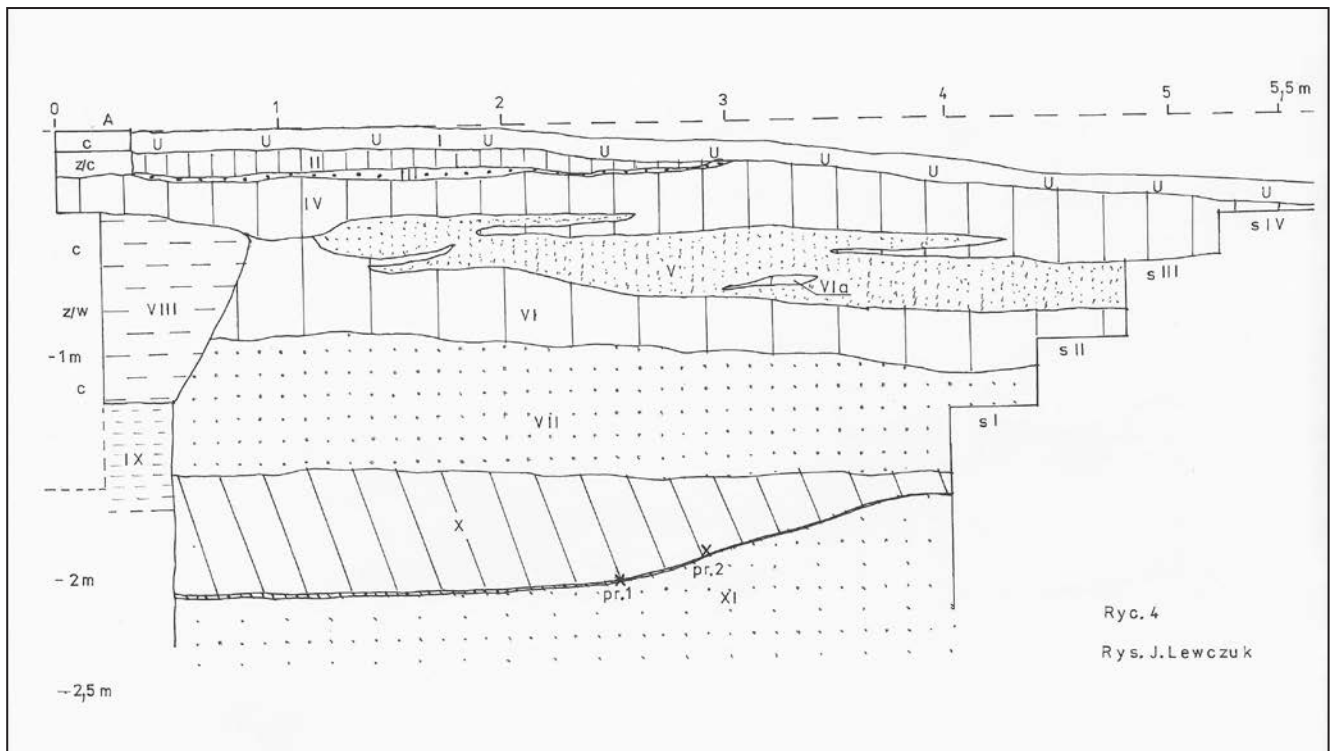 0 1 2 3 4 5 5,5 m
A
c U U U I U U U U U U U U
z/c II
III
IV
s IV
c V s III
VIII VIa
z/w VI
-1 m s II
c
VII s I
IX
X
-2 m pr.1 pr.2
XI
Ryc. 4
Rys. J. Lewczuk
-2,5 m